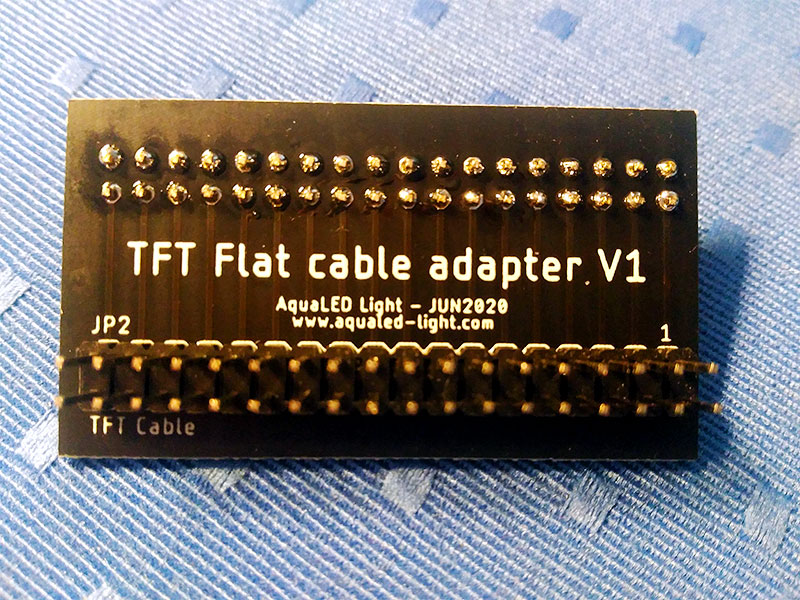 TFT Flat cable adapter V1
AquaLED Light - JUN2020
www.aqualed-light.com
JP2
1
TFT Cable